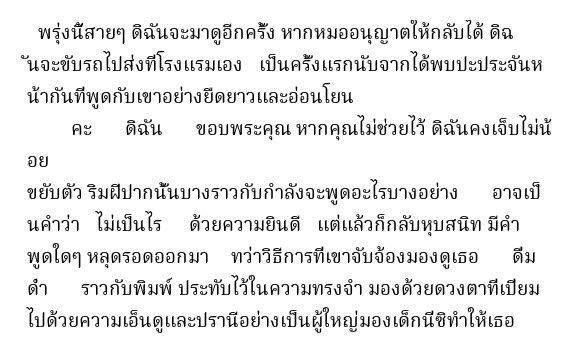 พรุ่งนี้สายๆ ดิฉันจะมาดูอีกครั้ง หากหมออนุญาตให้กลับได้ ดิฉ
ันจะขับรถไปส่งที่โรงแรมเอง เป็นครั้งแรกนับจากได้พบปะประจันห
น้ากันที่พูดกับเขาอย่างยืดยาวและอ่อนโยน
คะ ดิฉัน ขอบพระคุณ หากคุณไม่ช่วยไว้ ดิฉันคงเจ็บไม่น้
อย
ขยับตัว ริมฝีปากนั้นบางราวกับกำลังจะพูดอะไรบางอย่าง อาจเป็
นคำว่า ไม่เป็นไร ด้วยความยินดี แต่แล้วก็กลับหุบสนิท มีคำ
พูดใดๆ หลุดรอดออกมา ทว่าวิธีการที่เขาจับจ้องมองดูเธอ ดื่ม
ด่ำ ราวกับพิมพ์ ประทับไว้ในความทรงจำ มองด้วยดวงตาที่เปี่ยม
ไปด้วยความเอ็นดูและปรานีอย่างเป็นผู้ใหญ่มองเด็กนี่ซิทำให้เธอ